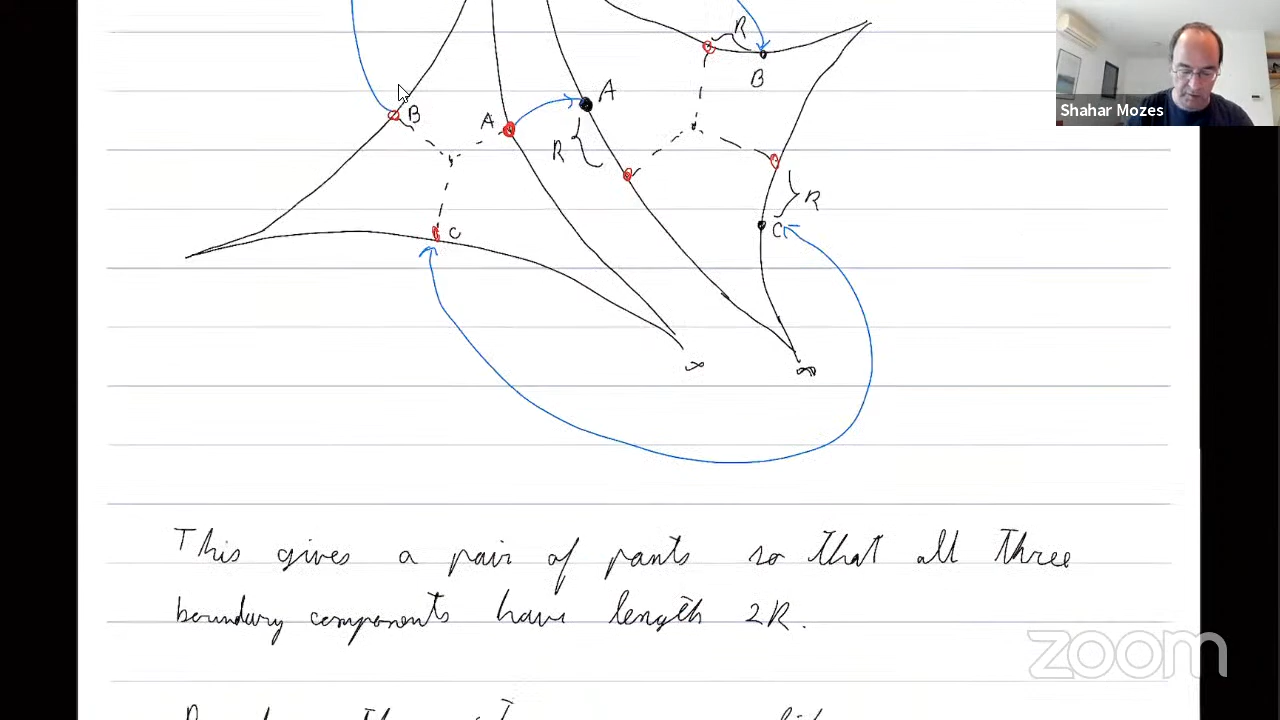 R
B
Shahar Mozes
B
A
A
R
R
C
C
∞
∞
This gives a pair of pants so that all three
boundary components have length 2R.
zoom